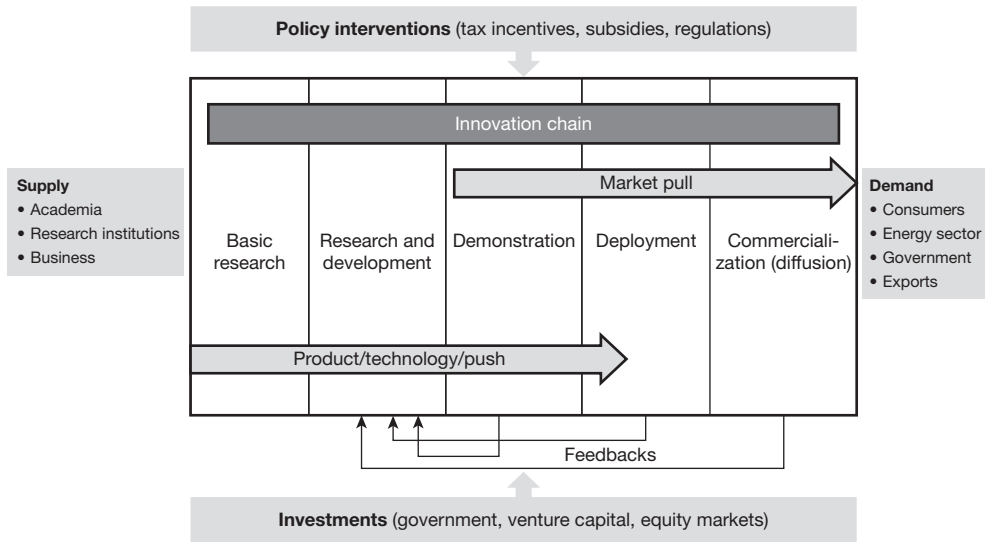 Policy interventions (tax incentives, subsidies, regulations)
Innovation chain
Market pull
Supply
• Academia
• Research institutions
• Business
Basic
research
Research and
development
Demonstration
Deployment
Commerciali-
zation (diffusion)
Demand
• Consumers
• Energy sector
• Government
• Exports
Product/technology/push
Feedbacks
Investments (government, venture capital, equity markets)